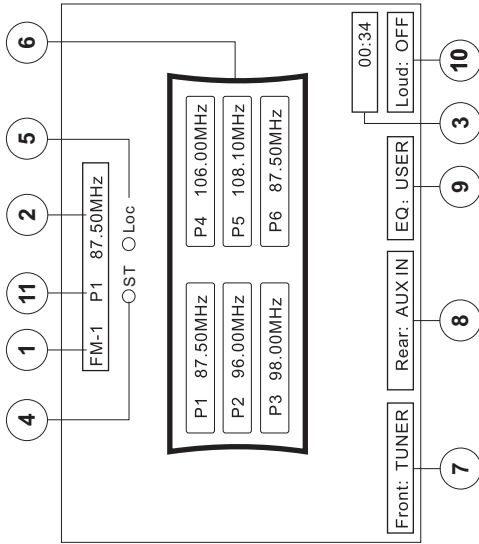 1 11 2 5 6
FM-1 P1 87.50MHz
4 ST Loc
P1 87.50MHz P4 106.00MHz
P2 96.00MHz P5 108.10MHz
P3 98.00MHz P6 87.50MHz
00:34
Front: TUNER Rear: AUX IN EQ: USER Loud: OFF
7 8 9 3 10